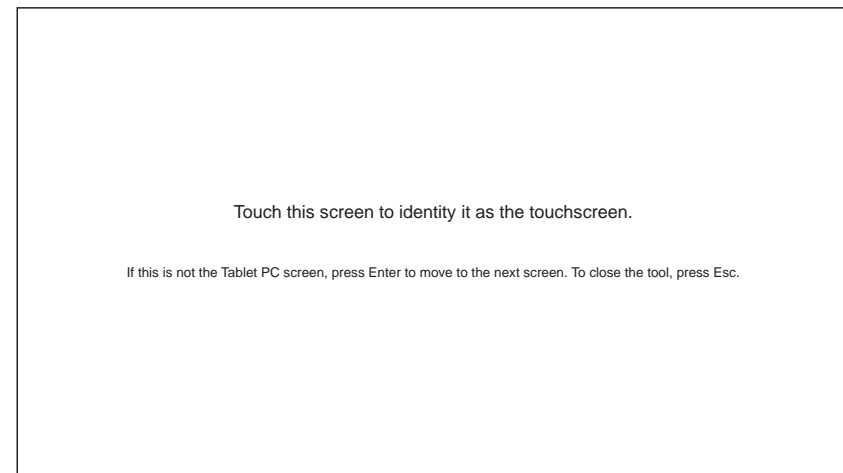 Touch this screen to identity it as the touchscreen.
If this is not the Tablet PC screen, press Enter to move to the next screen. To close the tool, press Esc.